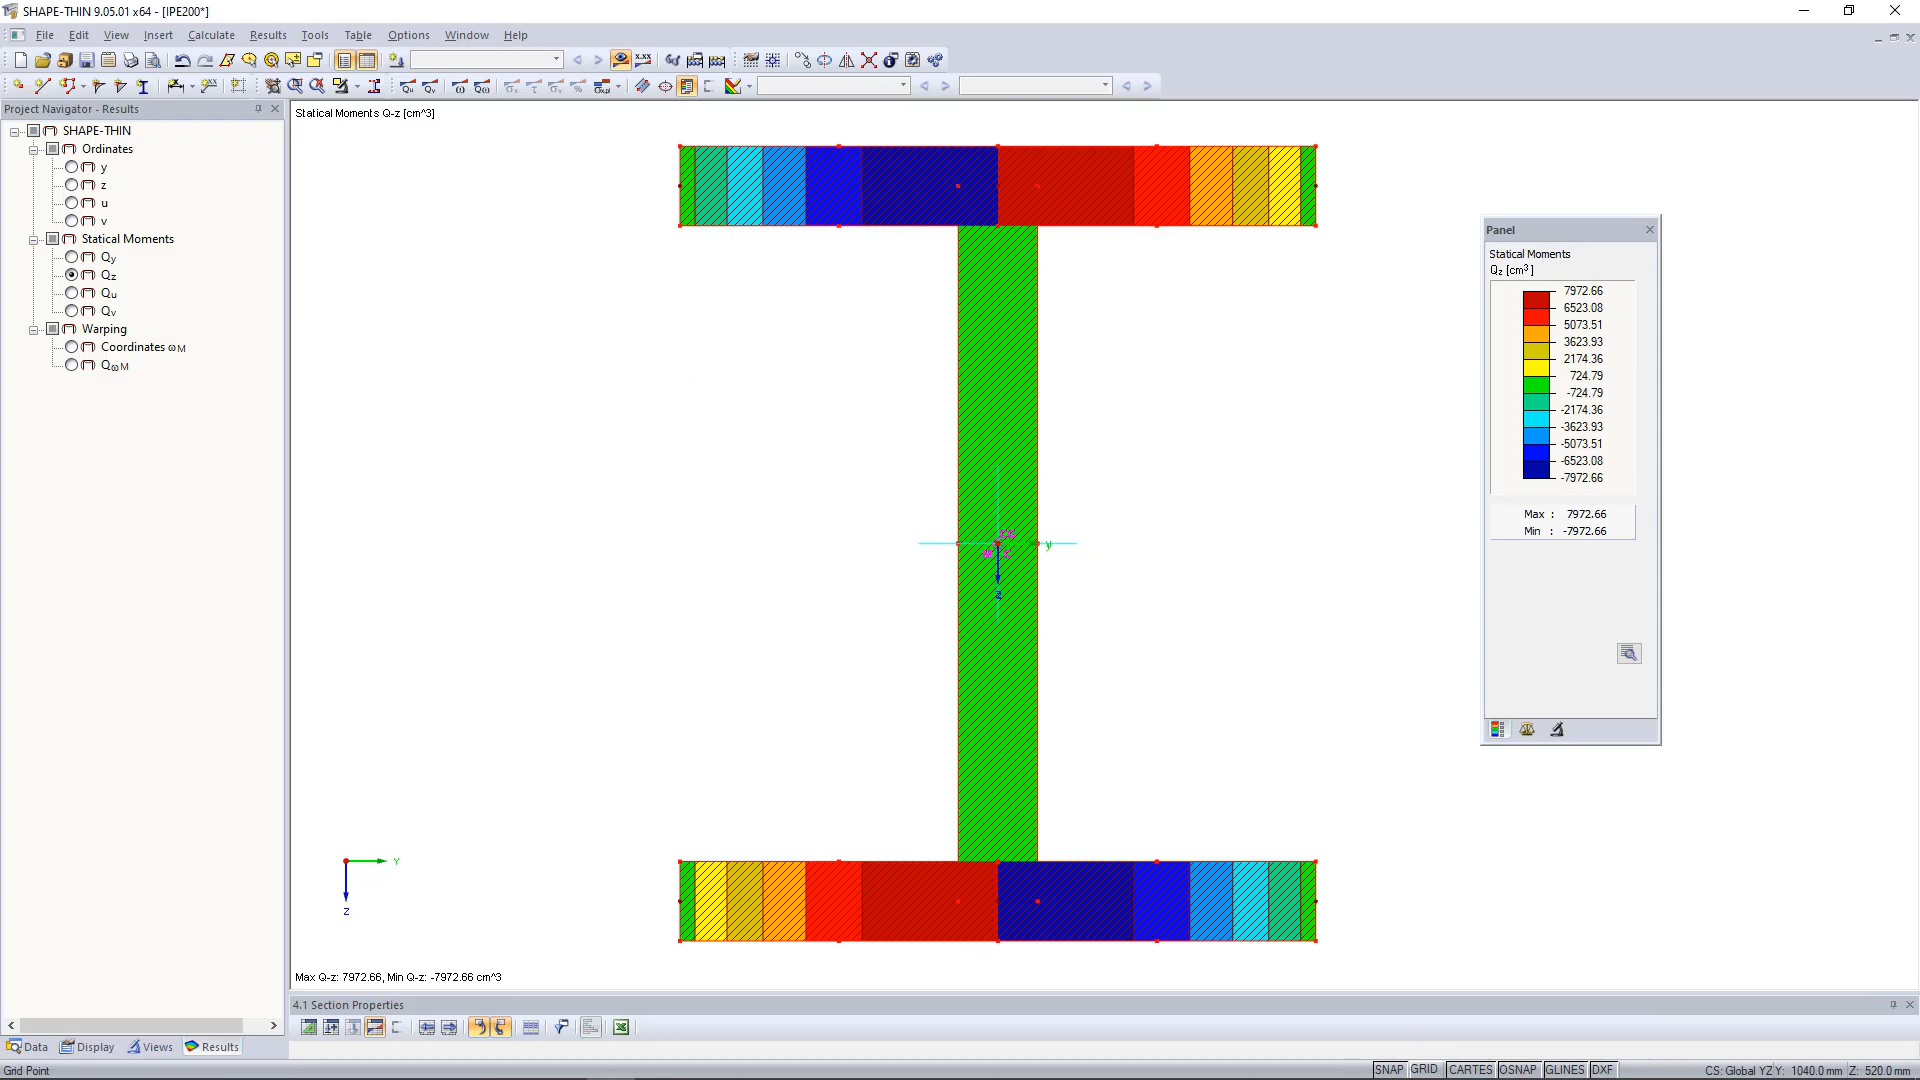 SHAPE-THIN 9.05.01 x64 - [IPE200*]
File Edit View Insert Calculate Results Tools Table Options Window Help
Project Navigator - Results
SHAPE-THIN
Ordinates
y
z
u
v
Statical Moments
Qy
Qz
Qu
Qv
Warping
Coordinates ωM
QωM
Data Display Views Results
Statical Moments Q-z [cm^3]
y
z
Y
Z
Max Q-z: 7972.66, Min Q-z: -7972.66 cm^3
Panel
Statical Moments
Qz [cm³]
7972.66
6523.08
5073.51
3623.93
2174.36
724.79
-724.79
-2174.36
-3623.93
-5073.51
-6523.08
-7972.66
Max : 7972.66
Min : -7972.66
4.1 Section Properties
Grid Point
SNAP GRID CARTES OSNAP GLINES DXF CS: Global YZ Y: 1040.0 mm Z: 520.0 mm